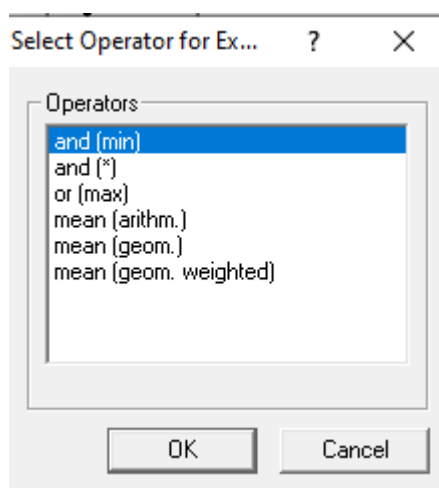 Select Operator for Ex... ? ×
Operators
and (min)
and (*)
or (max)
mean (arithm.)
mean (geom.)
mean (geom. weighted)
OK Cancel